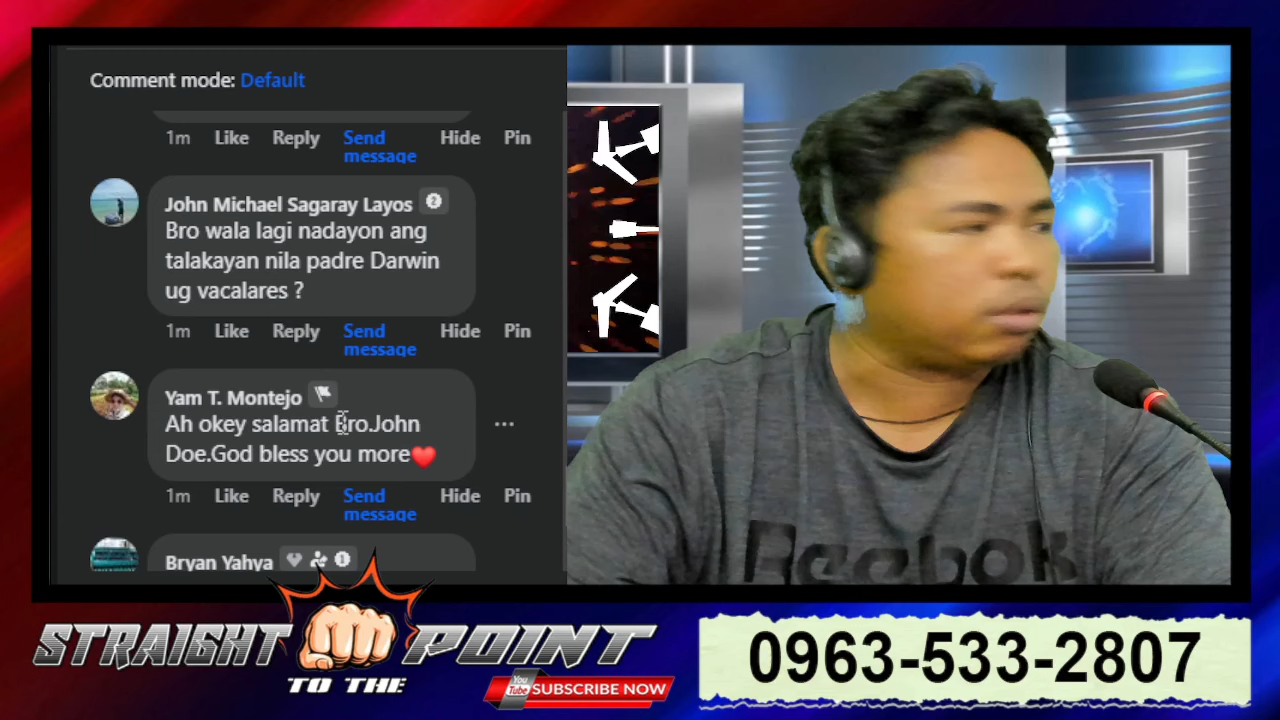 Comment mode: Default
1m Like Reply Send message Hide Pin
John Michael Sagaray Layos
Bro wala lagi nadayon ang
talakayan nila padre Darwin
ug vacalares ?
1m Like Reply Send message Hide Pin
Yam T. Montejo
Ah okey salamat Bro.John
Doe.God bless you more
1m Like Reply Send message Hide Pin
Bryan Yahya
Reebok
STRAIGHT POINT
TO THE
You Tube SUBSCRIBE NOW
0963-533-2807